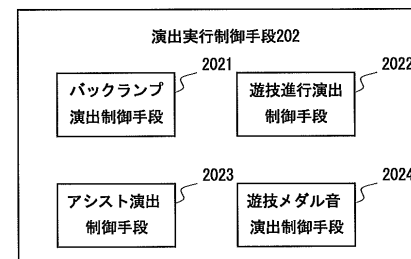 演出実行制御手段202
2021
バックランプ
演出制御手段
2022
遊技進行演出
制御手段
2023
アシスト演出
制御手段
2024
遊技メダル音
演出制御手段